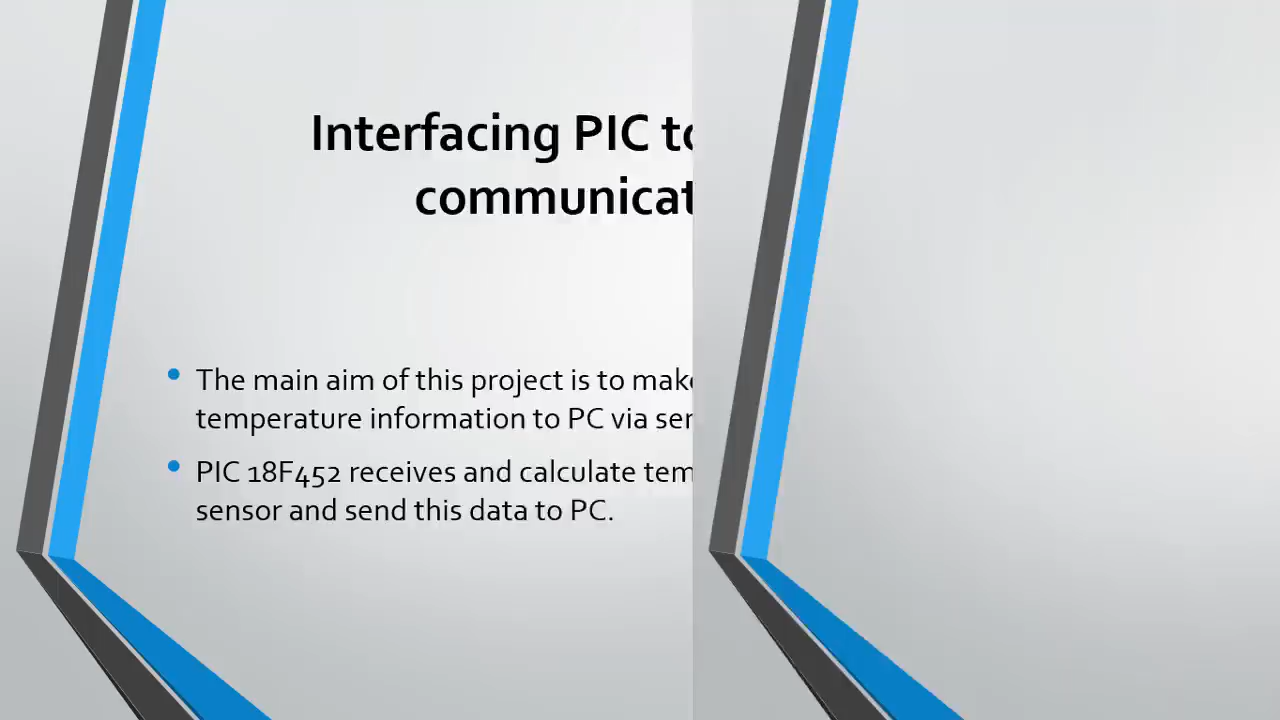 Interfacing PIC to
communicat
The main aim of this project is to make
temperature information to PC via ser
PIC 18F452 receives and calculate tem
sensor and send this data to PC.